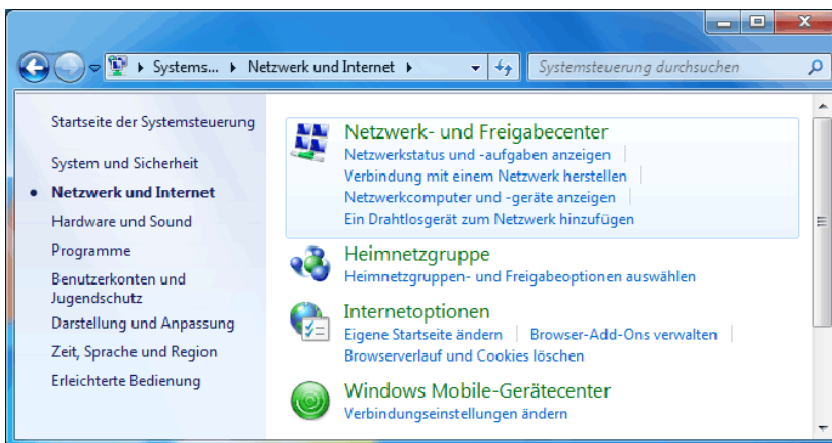 Systems... Netzwerk und Internet
Systemsteuerung durchsuchen
Startseite der Systemsteuerung
System und Sicherheit
Netzwerk und Internet
Hardware und Sound
Programme
Benutzerkonten und
Jugendschutz
Darstellung und Anpassung
Zeit, Sprache und Region
Erleichterte Bedienung
Netzwerk- und Freigabecenter
Netzwerkstatus und -aufgaben anzeigen
Verbindung mit einem Netzwerk herstellen
Netzwerkcomputer und -geräte anzeigen
Ein Drahtlosgerät zum Netzwerk hinzufügen
Heimnetzgruppe
Heimnetzgruppen- und Freigabeoptionen auswählen
Internetoptionen
Eigene Startseite ändern Browser-Add-Ons verwalten
Browserverlauf und Cookies löschen
Windows Mobile-Gerätecenter
Verbindungseinstellungen ändern